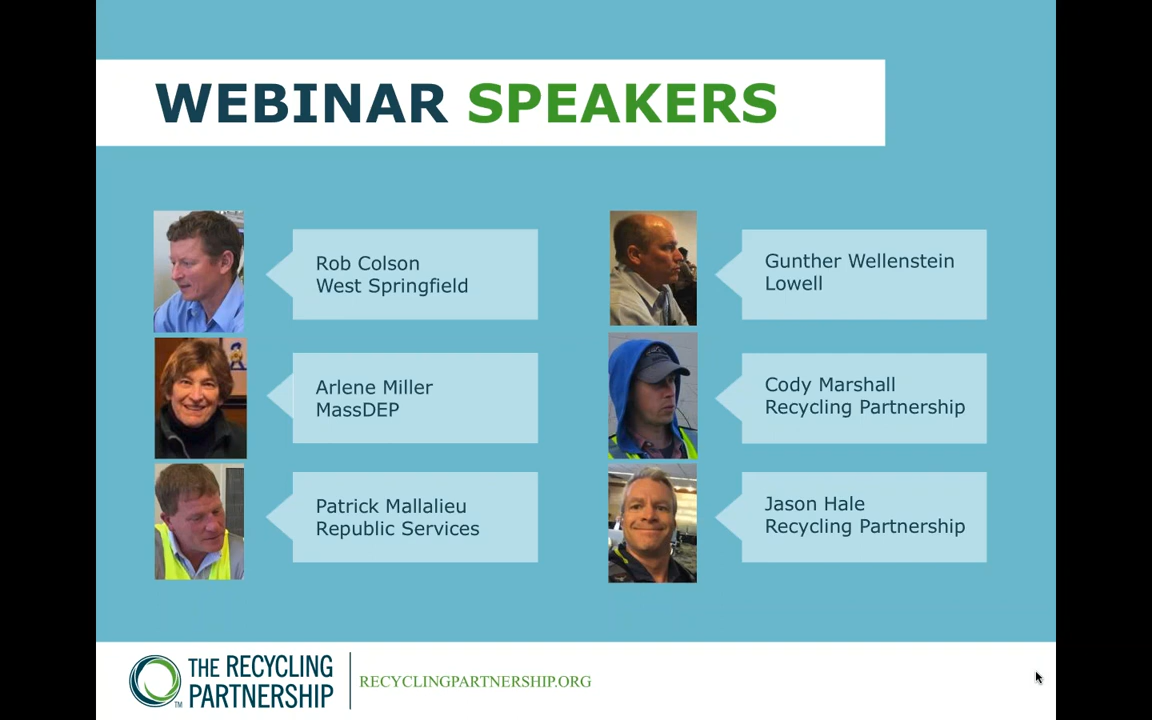 WEBINAR SPEAKERS
Rob Colson
West Springfield
Gunther Wellenstein
Lowell
Arlene Miller
MassDEP
Cody Marshall
Recycling Partnership
Patrick Mallalieu
Republic Services
Jason Hale
Recycling Partnership
THE RECYCLING
PARTNERSHIP
TM
RECYCLINGPARTNERSHIP.ORG